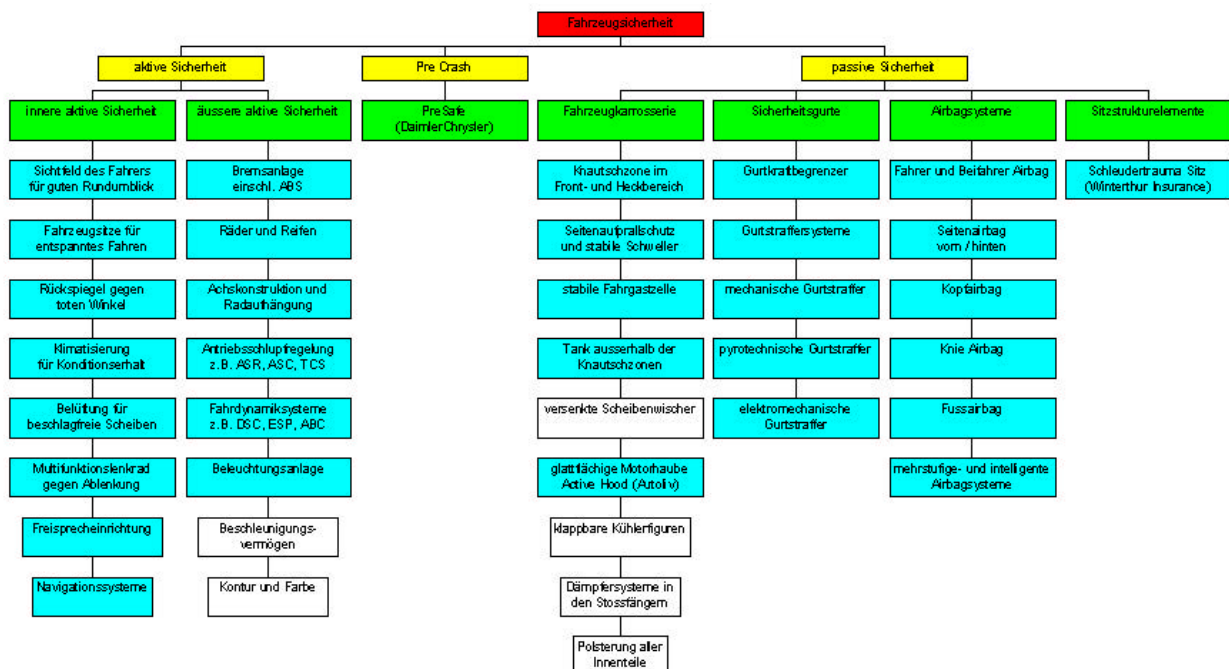 Fahrzeugsicherheit
aktive Sicherheit
Pre Crash
passive Sicherheit
innere aktive Sicherheit
äussere aktive Sicherheit
PreSafe
(DaimlerChrysler)
Fahrzeugkarrosserie
Sicherheitsgurte
Airbagsysteme
Sitzstrukturelemente
Sichtfeld des Fahrers
für guten Rundumblick
Bremsanlage
einschl. ABS
Knautschzone im
Front- und Heckbereich
Gurtkraftbegrenzer
Fahrer und Beifahrer Airbag
Schleudertrauma Sitz
(Winterthur Insurance)
Fahrzeugsitze für
entspanntes Fahren
Räder und Reifen
Seitenaufprallschutz
und stabile Schweller
Gurtstraffersysteme
Seitenairbag
vorn / hinten
Rückspiegel gegen
toten Winkel
Achskonstruktion und
Radaufhängung
stabile Fahrgastzelle
mechanische Gurtstraffer
Kopfairbag
Klimatisierung
für Konditionserhalt
Antriebsschlupfregelung
z.B. ASR, ASC, TCS
Tank ausserhalb der
Knautschzonen
pyrotechnische Gurtstraffer
Knie Airbag
Belüftung für
beschlagfreie Scheiben
Fahrdynamiksysteme
z.B. DSC, ESP, ABC
versenkte Scheibenwischer
elektromechanische
Gurtstraffer
Fussairbag
Multifunktionslenkrad
gegen Ablenkung
Beleuchtungsanlage
glattflächige Motorhaube
Active Hood (Autoliv)
mehrstufige- und intelligente
Airbagsysteme
Freisprecheinrichtung
Beschleunigungs-
vermögen
klappbare Kühlerfiguren
Navigationssysteme
Kontur und Farbe
Dämpfersysteme in
den Stossfängern
Polsterung aller
Innenteile